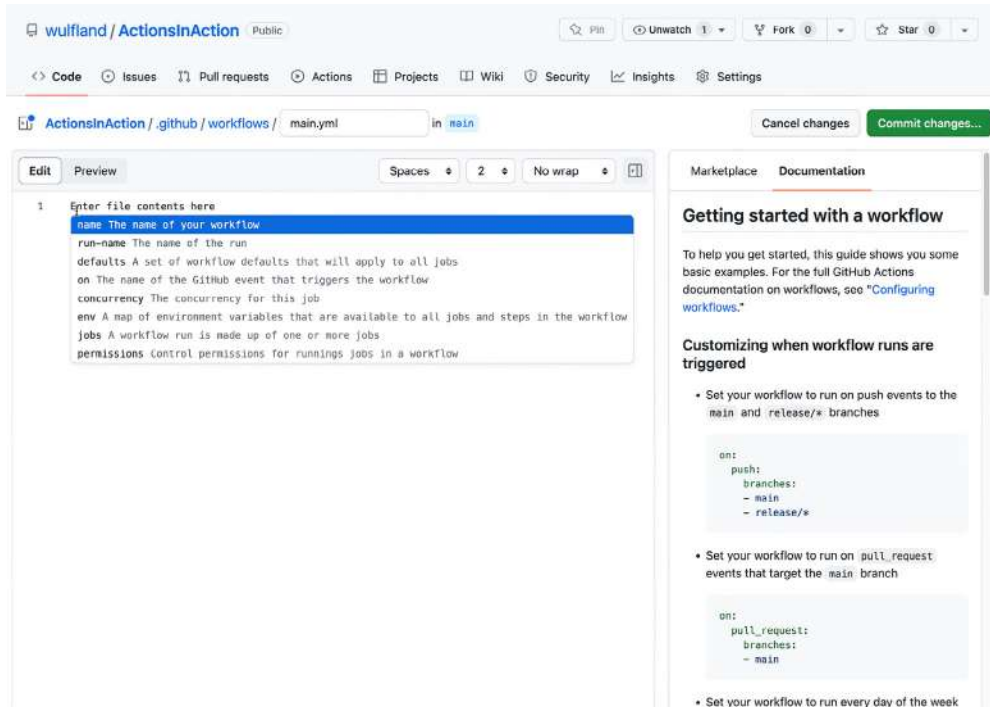 wulfland / ActionsInAction Public
Pin Unwatch 1 Fork 0 Star 0
Code Issues Pull requests Actions Projects Wiki Security Insights Settings
ActionsInAction / .github / workflows / main.yml in main Cancel changes Commit changes...
Edit Preview Spaces 2 No wrap
1 Enter file contents here
name The name of your workflow
run-name The name of the run
defaults A set of workflow defaults that will apply to all jobs
on The name of the GitHub event that triggers the workflow
concurrency The concurrency for this job
env A map of environment variables that are available to all jobs and steps in the workflow
jobs A workflow run is made up of one or more jobs
permissions Control permissions for runnings jobs in a workflow
Marketplace Documentation
Getting started with a workflow
To help you get started, this guide shows you some
basic examples. For the full GitHub Actions
documentation on workflows, see "Configuring
workflows."
Customizing when workflow runs are
triggered
• Set your workflow to run on push events to the
main and release/* branches
on:
push:
branches:
- main
- release/*
• Set your workflow to run on pull_request
events that target the main branch
on:
pull_request:
branches:
- main
• Set your workflow to run every day of the week